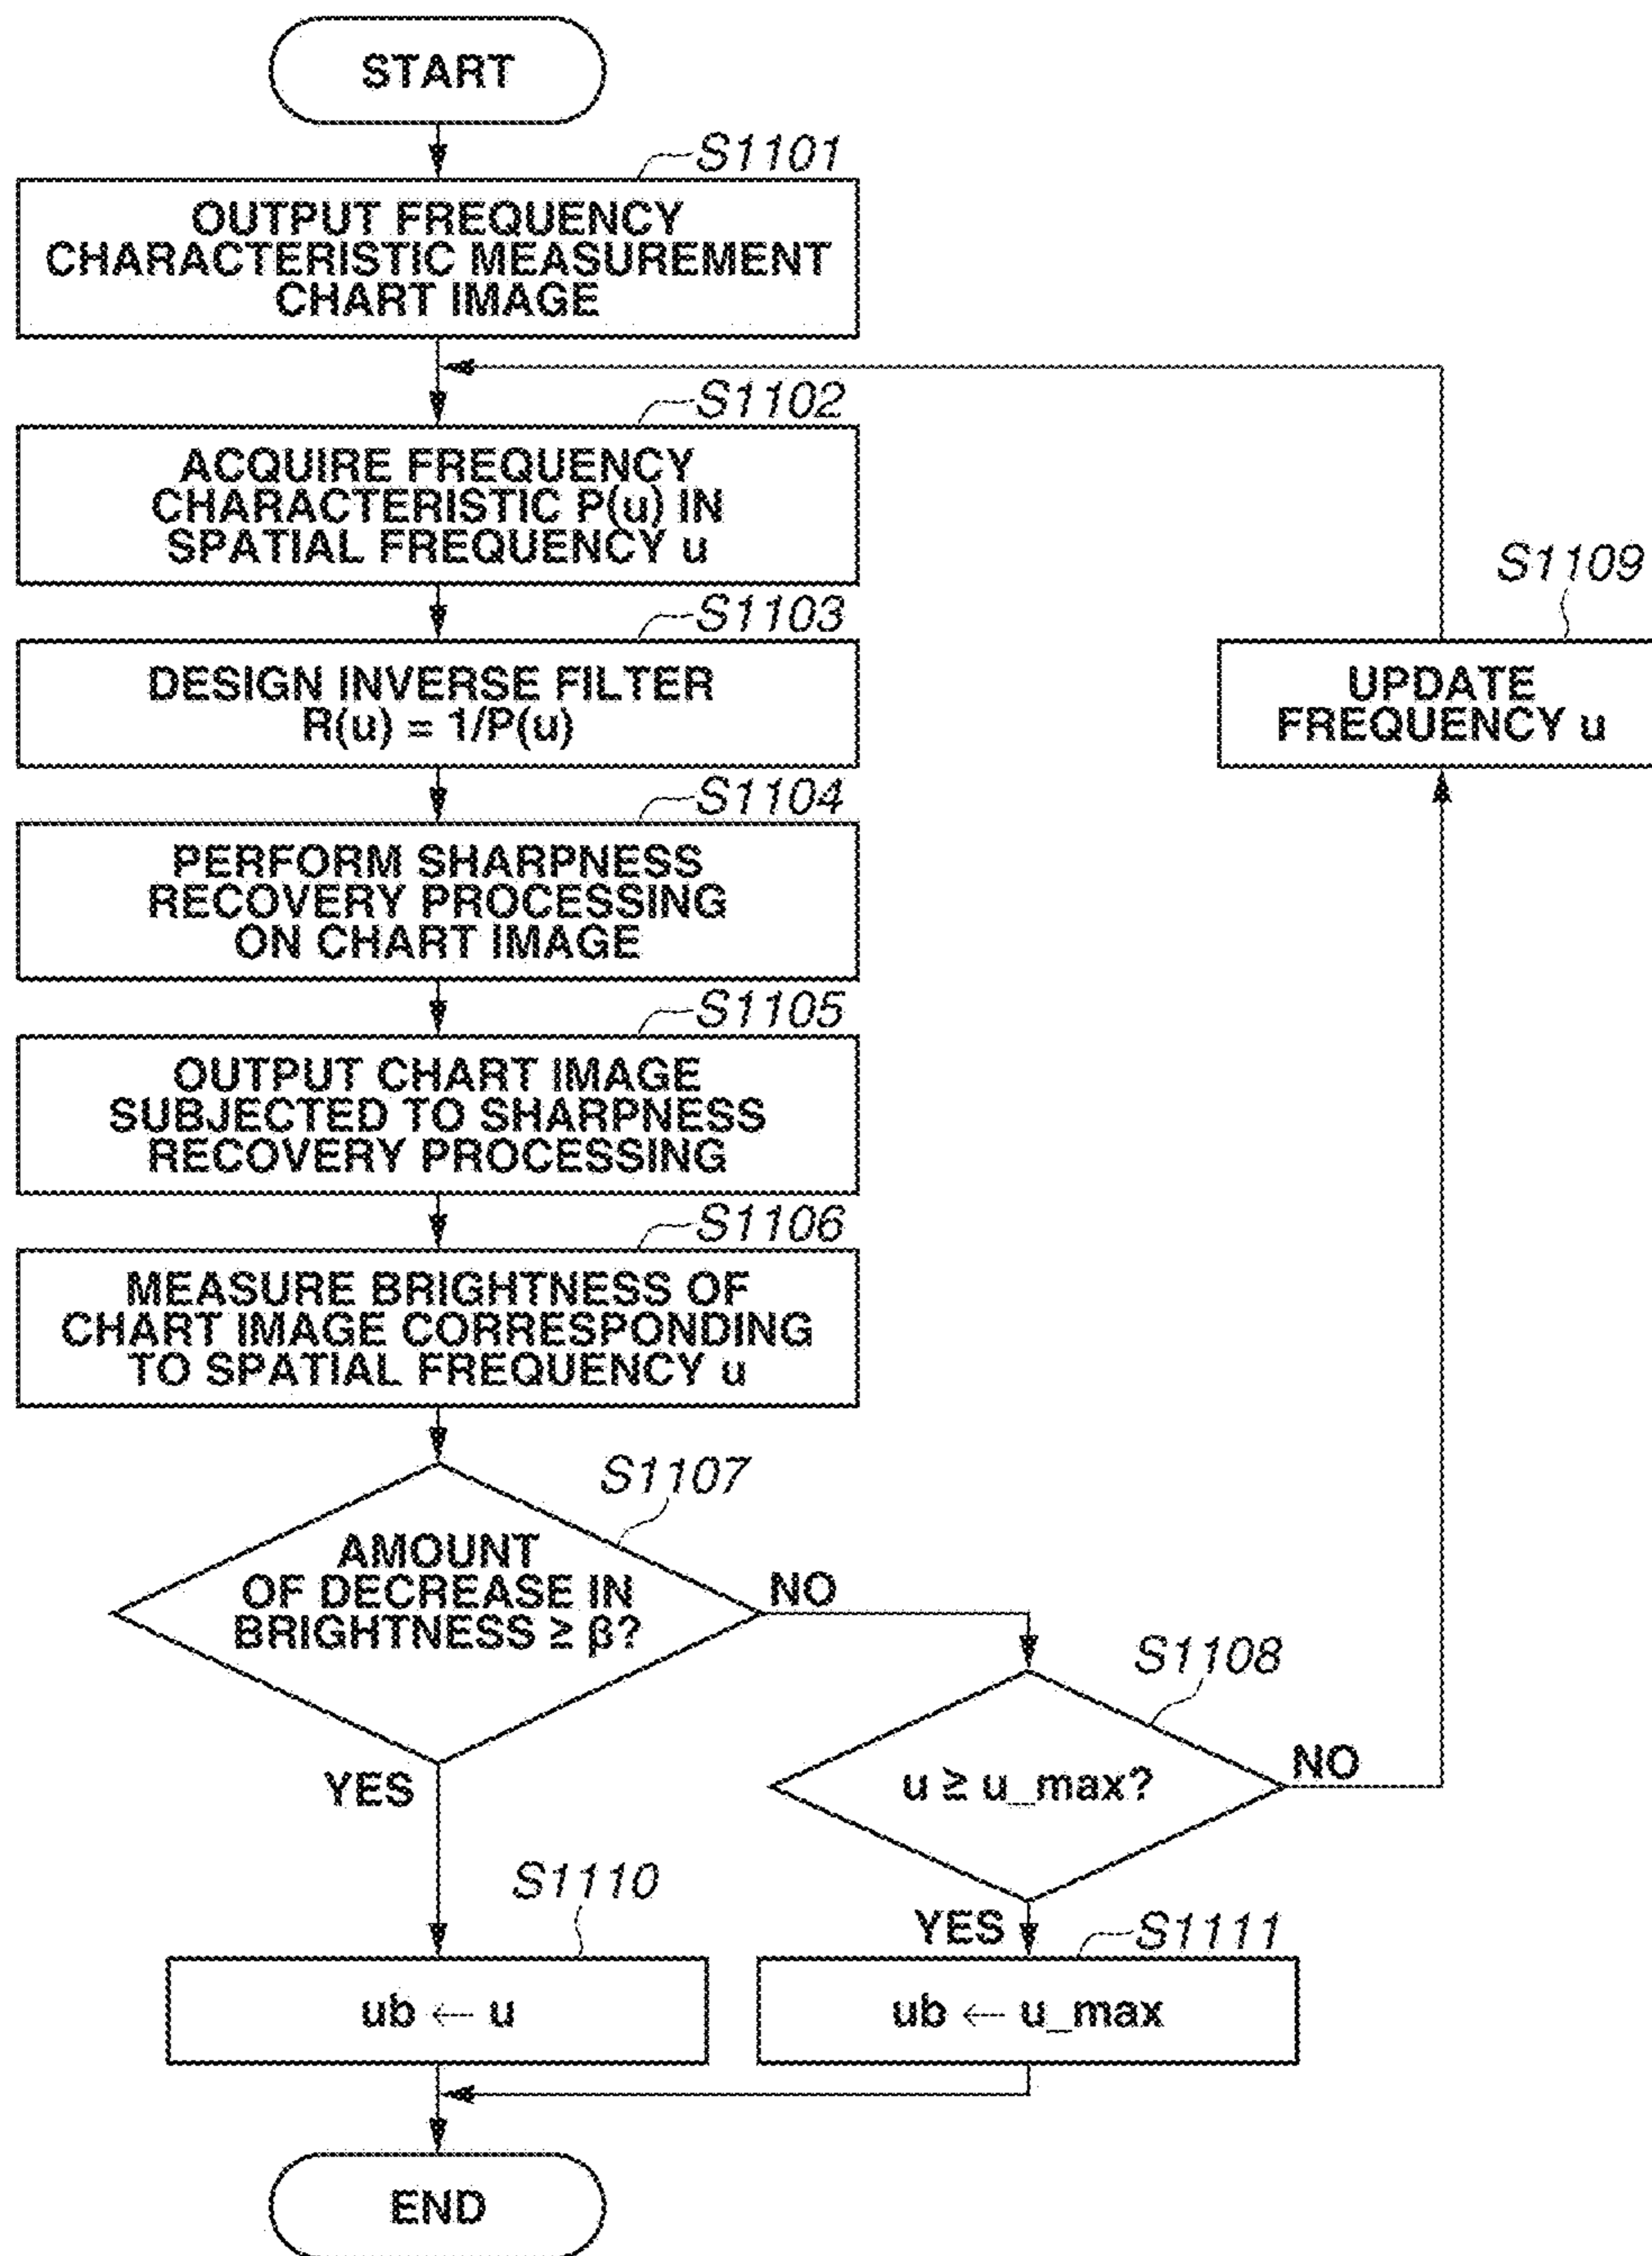 START
S1101
OUTPUT FREQUENCY
CHARACTERISTIC MEASUREMENT
CHART IMAGE
S1102
ACQUIRE FREQUENCY
CHARACTERISTIC P(u) IN
SPATIAL FREQUENCY u
S1103
DESIGN INVERSE FILTER
R(u) = 1/P(u)
S1109
UPDATE
FREQUENCY u
S1104
PERFORM SHARPNESS
RECOVERY PROCESSING
ON CHART IMAGE
S1105
OUTPUT CHART IMAGE
SUBJECTED TO SHARPNESS
RECOVERY PROCESSING
S1106
MEASURE BRIGHTNESS OF
CHART IMAGE CORRESPONDING
TO SPATIAL FREQUENCY u
S1107
AMOUNT
OF DECREASE IN
BRIGHTNESS ≥ β?
NO
YES
S1108
u ≥ u_max?
NO
YES
S1110
ub ← u
S1111
ub ← u_max
END